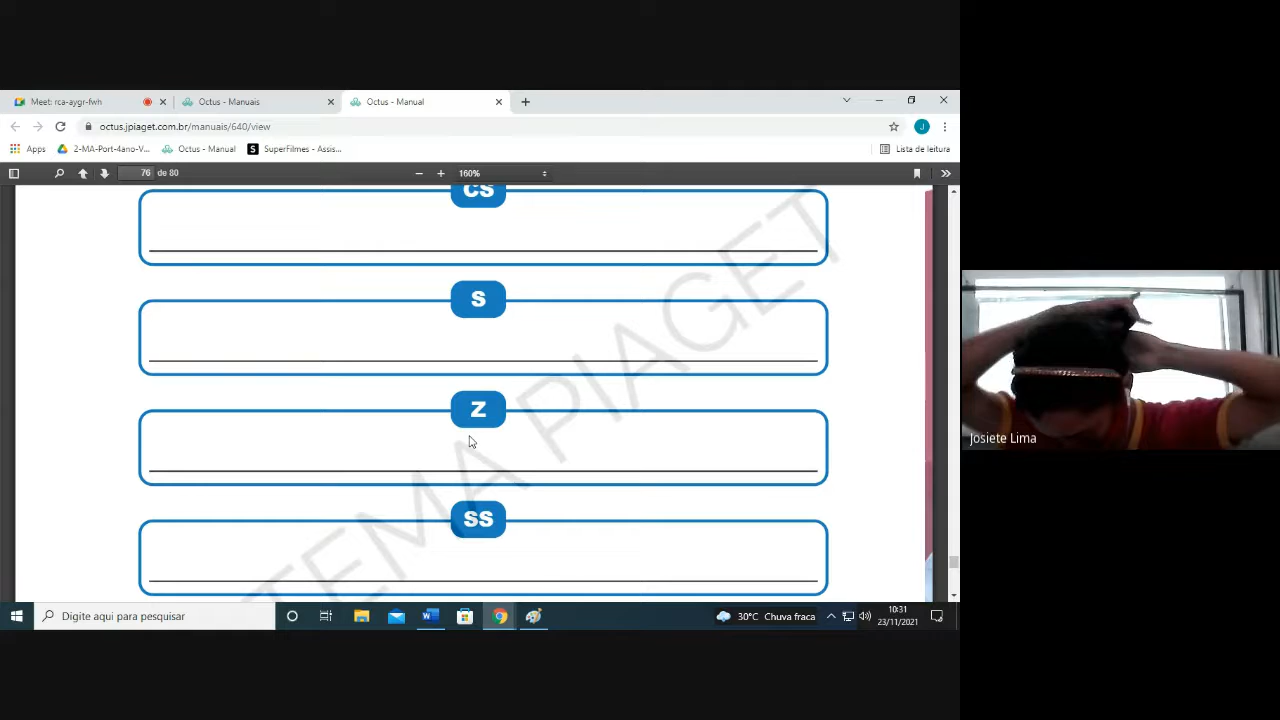 Meet: rca-aygr-fwh
Octus - Manuais
Octus - Manual
octus.jpiaget.com.br/manuais/640/view
Apps
2-MA-Port-4ano-V...
Octus - Manual
SuperFilmes - Assis...
Lista de leitura
76 de 80
160%
CS
S
Z
SS
TEMA PIAGET
Josiete Lima
Digite aqui para pesquisar
30°C Chuva fraca
10:31
23/11/2021